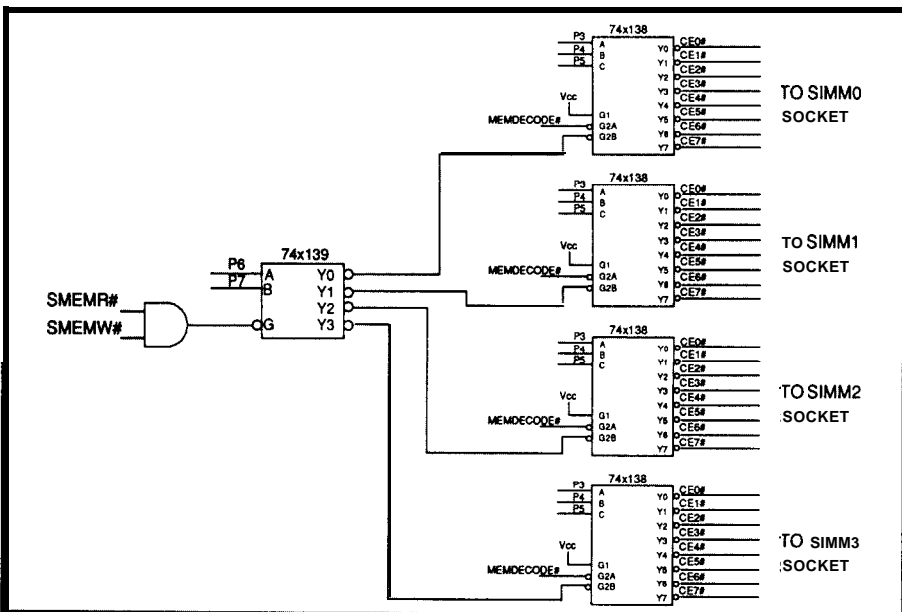 74x138
P3
P4
P5
A
B
C
Vcc
G1
MEMDECODE#
G2A
G2B
Y0 CE0#
Y1 CE1#
Y2 CE2#
Y3 CE3#
Y4 CE4#
Y5 CE5#
Y6 CE6#
Y7 CE7#
TO SIMM0
SOCKET
74x138
P3
P4
P5
A
B
C
Vcc
G1
MEMDECODE#
G2A
G2B
Y0 CE0#
Y1 CE1#
Y2 CE2#
Y3 CE3#
Y4 CE4#
Y5 CE5#
Y6 CE6#
Y7 CE7#
TO SIMM1
SOCKET
74x139
P6
P7
A
B
G
Y0
Y1
Y2
Y3
SMEMR#
SMEMW#
74x138
P3
P4
P5
A
B
C
Vcc
G1
MEMDECODE#
G2A
G2B
Y0 CE0#
Y1 CE1#
Y2 CE2#
Y3 CE3#
Y4 CE4#
Y5 CE5#
Y6 CE6#
Y7 CE7#
TO SIMM2
SOCKET
74x138
P3
P4
P5
A
B
C
Vcc
G1
MEMDECODE#
G2A
G2B
Y0 CE0#
Y1 CE1#
Y2 CE2#
Y3 CE3#
Y4 CE4#
Y5 CE5#
Y6 CE6#
Y7 CE7#
TO SIMM3
SOCKET